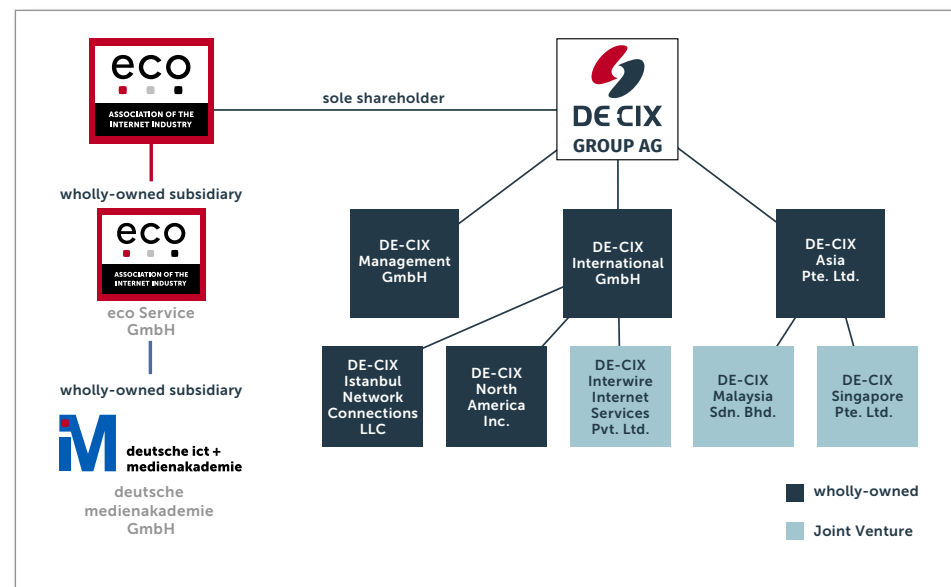 eco
ASSOCIATION OF THE
INTERNET INDUSTRY
sole shareholder
DE CIX
GROUP AG
wholly-owned subsidiary
eco
ASSOCIATION OF THE
INTERNET INDUSTRY
eco Service
GmbH
wholly-owned subsidiary
iM
deutsche ict +
medienakademie
deutsche
medienakademie
GmbH
DE-CIX
Management
GmbH
DE-CIX
International
GmbH
DE-CIX
Asia
Pte. Ltd.
DE-CIX
Istanbul
Network
Connections
LLC
DE-CIX
North
America
Inc.
DE-CIX
Interwire
Internet
Services
Pvt. Ltd.
DE-CIX
Malaysia
Sdn. Bhd.
DE-CIX
Singapore
Pte. Ltd.
wholly-owned
Joint Venture